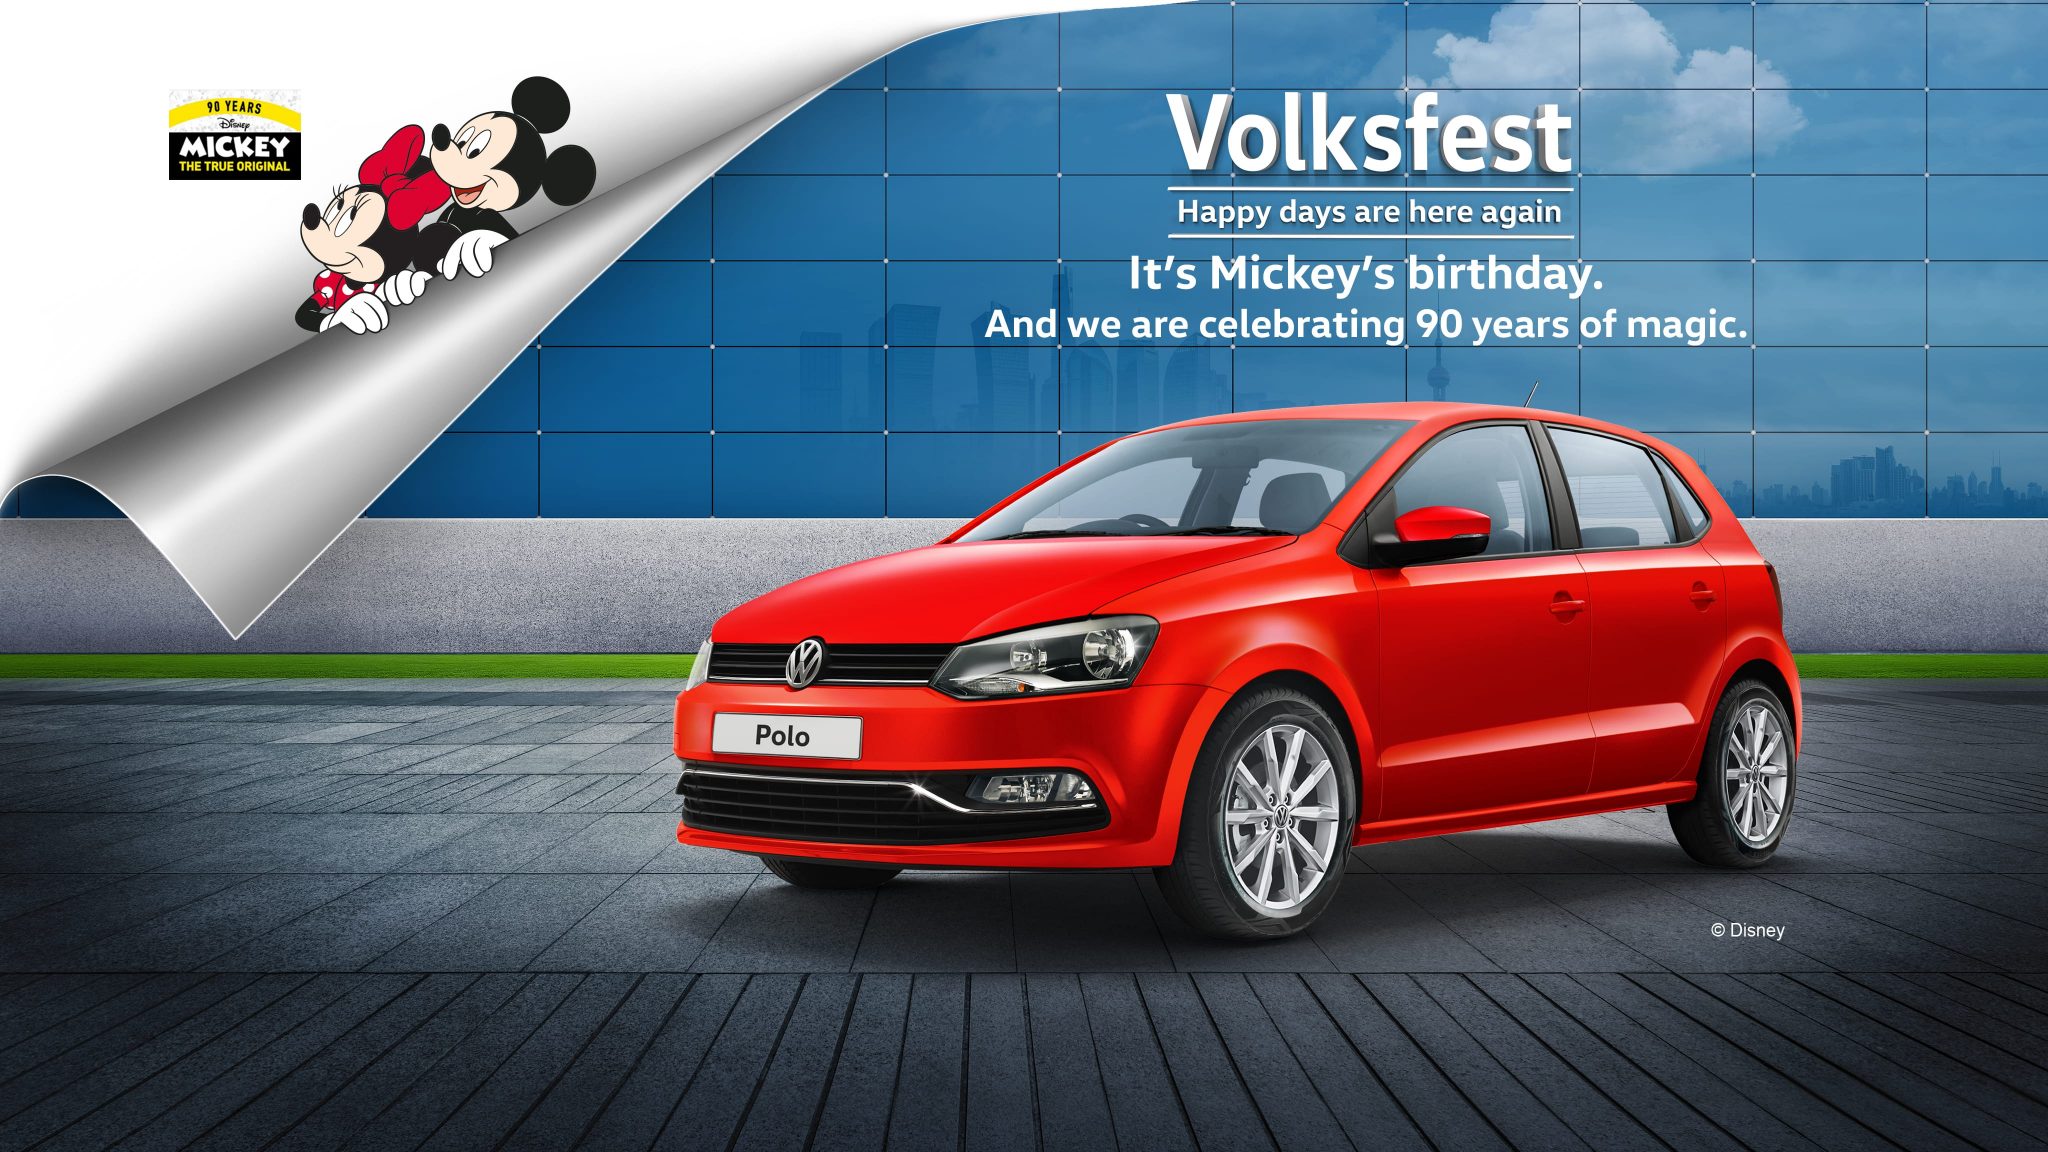 90 YEARS
Disney
MICKEY
THE TRUE ORIGINAL
Volksfest
Happy days are here again
It's Mickey's birthday.
And we are celebrating 90 years of magic.
Polo
© Disney